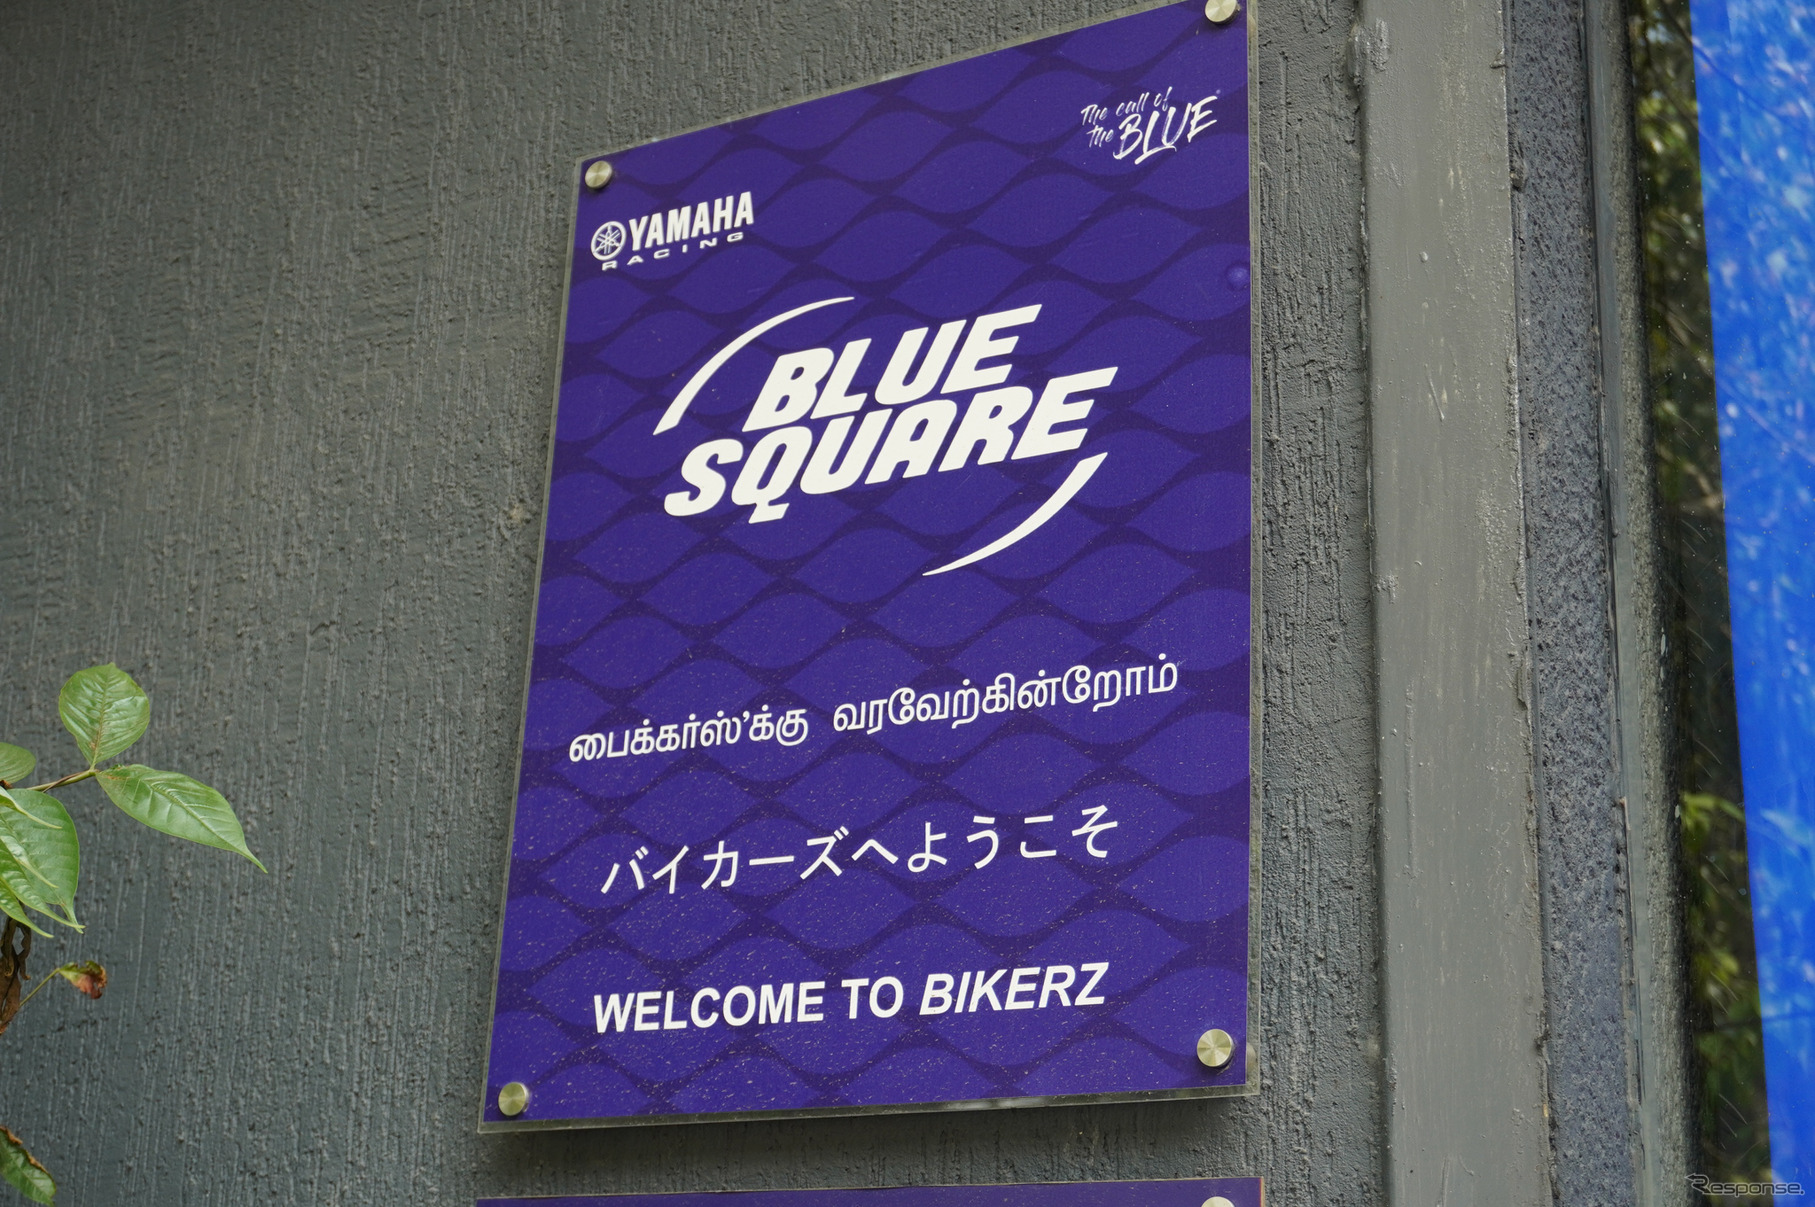 The call of
the BLUE
YAMAHA
RACING
BLUE
SQUARE
பைக்கர்ஸ்'க்கு வரவேற்கின்றோம்
バイカーズへようこそ
WELCOME TO BIKERZ
Response.